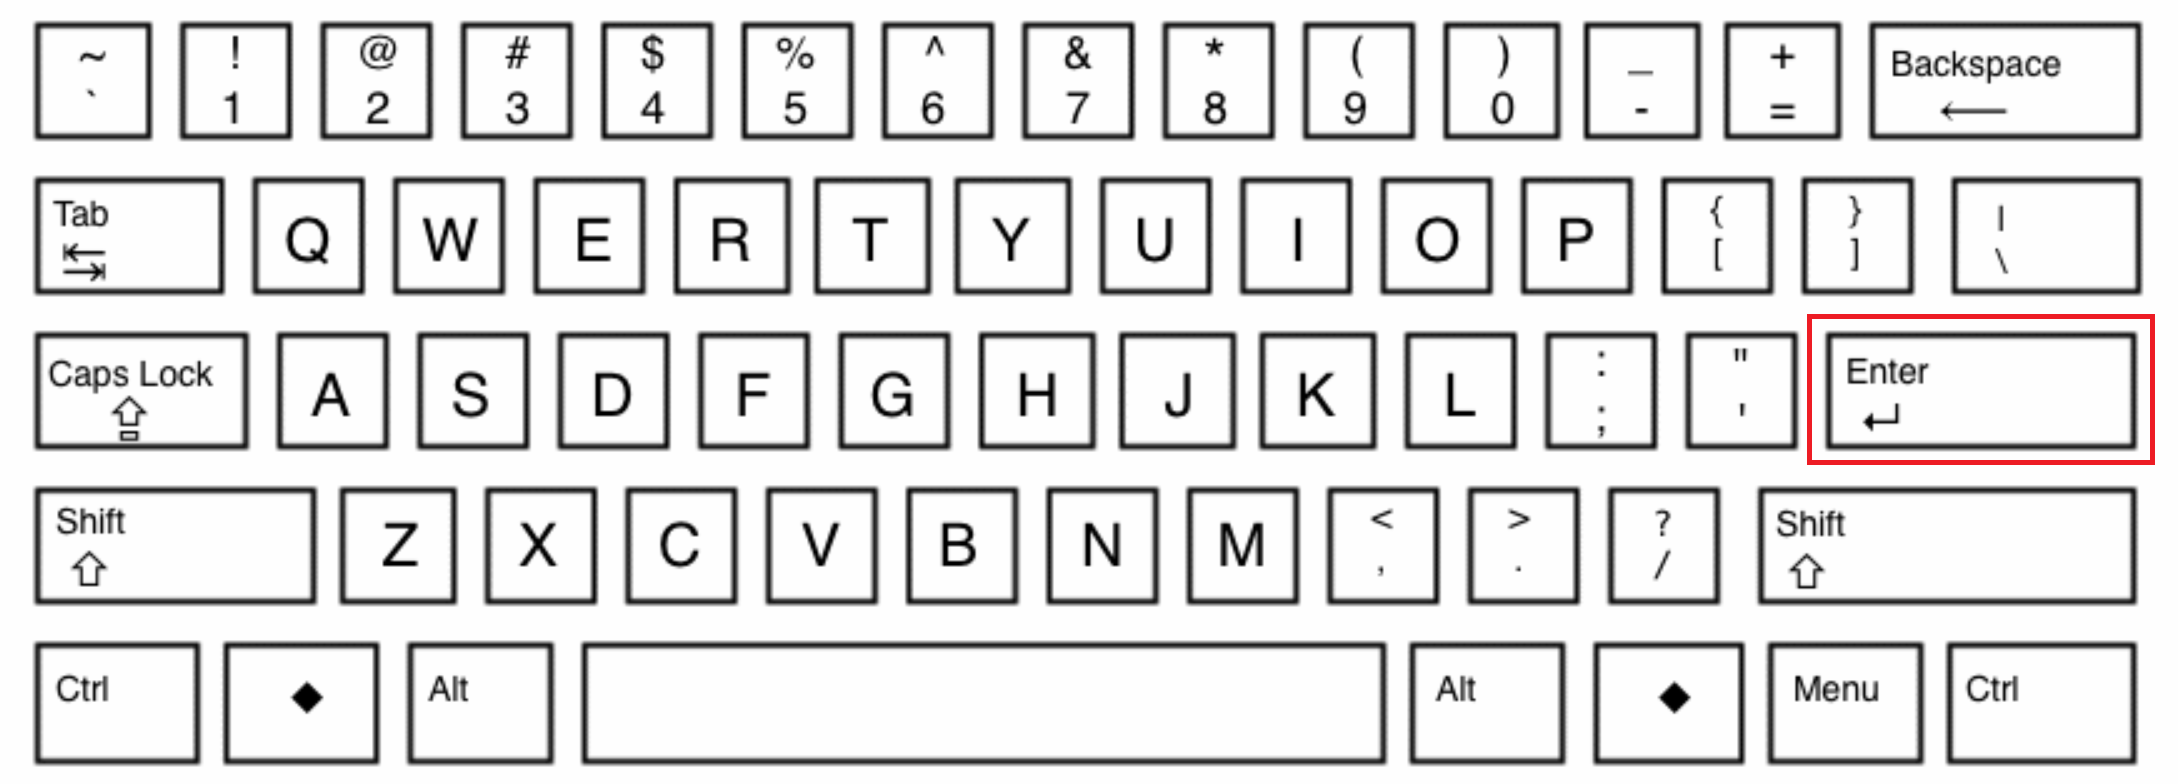 ~ ! @ # $ % ^ & * ( ) _ + Backspace
` 1 2 3 4 5 6 7 8 9 0 - = ←
Tab Q W E R T Y U I O P { } |
[ ] \
Caps Lock A S D F G H J K L : " Enter
; '
Shift Z X C V B N M < > ? Shift
, . /
Ctrl ◆ Alt Alt ◆ Menu Ctrl